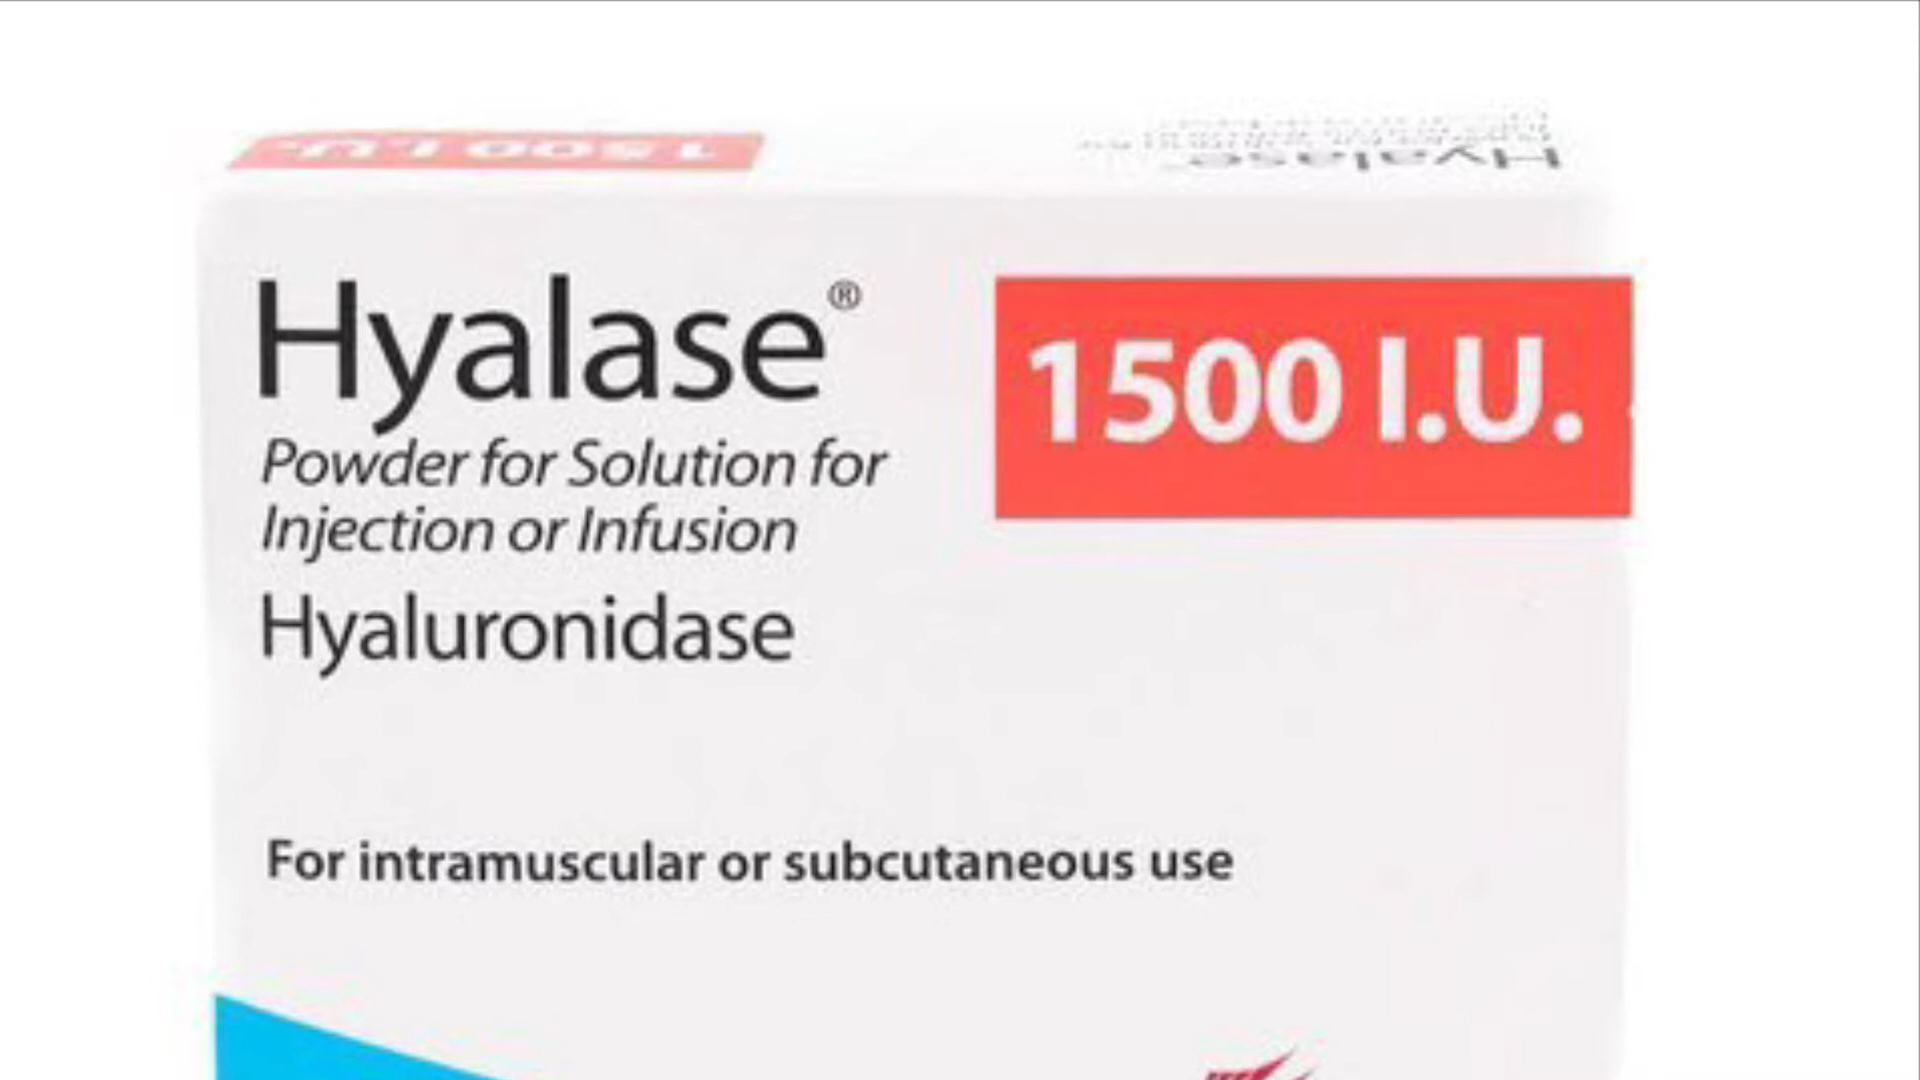 1500 I.U.
Hyalase
Hyalase®
1500 I.U.
Powder for Solution for
Injection or Infusion
Hyaluronidase
For intramuscular or subcutaneous use